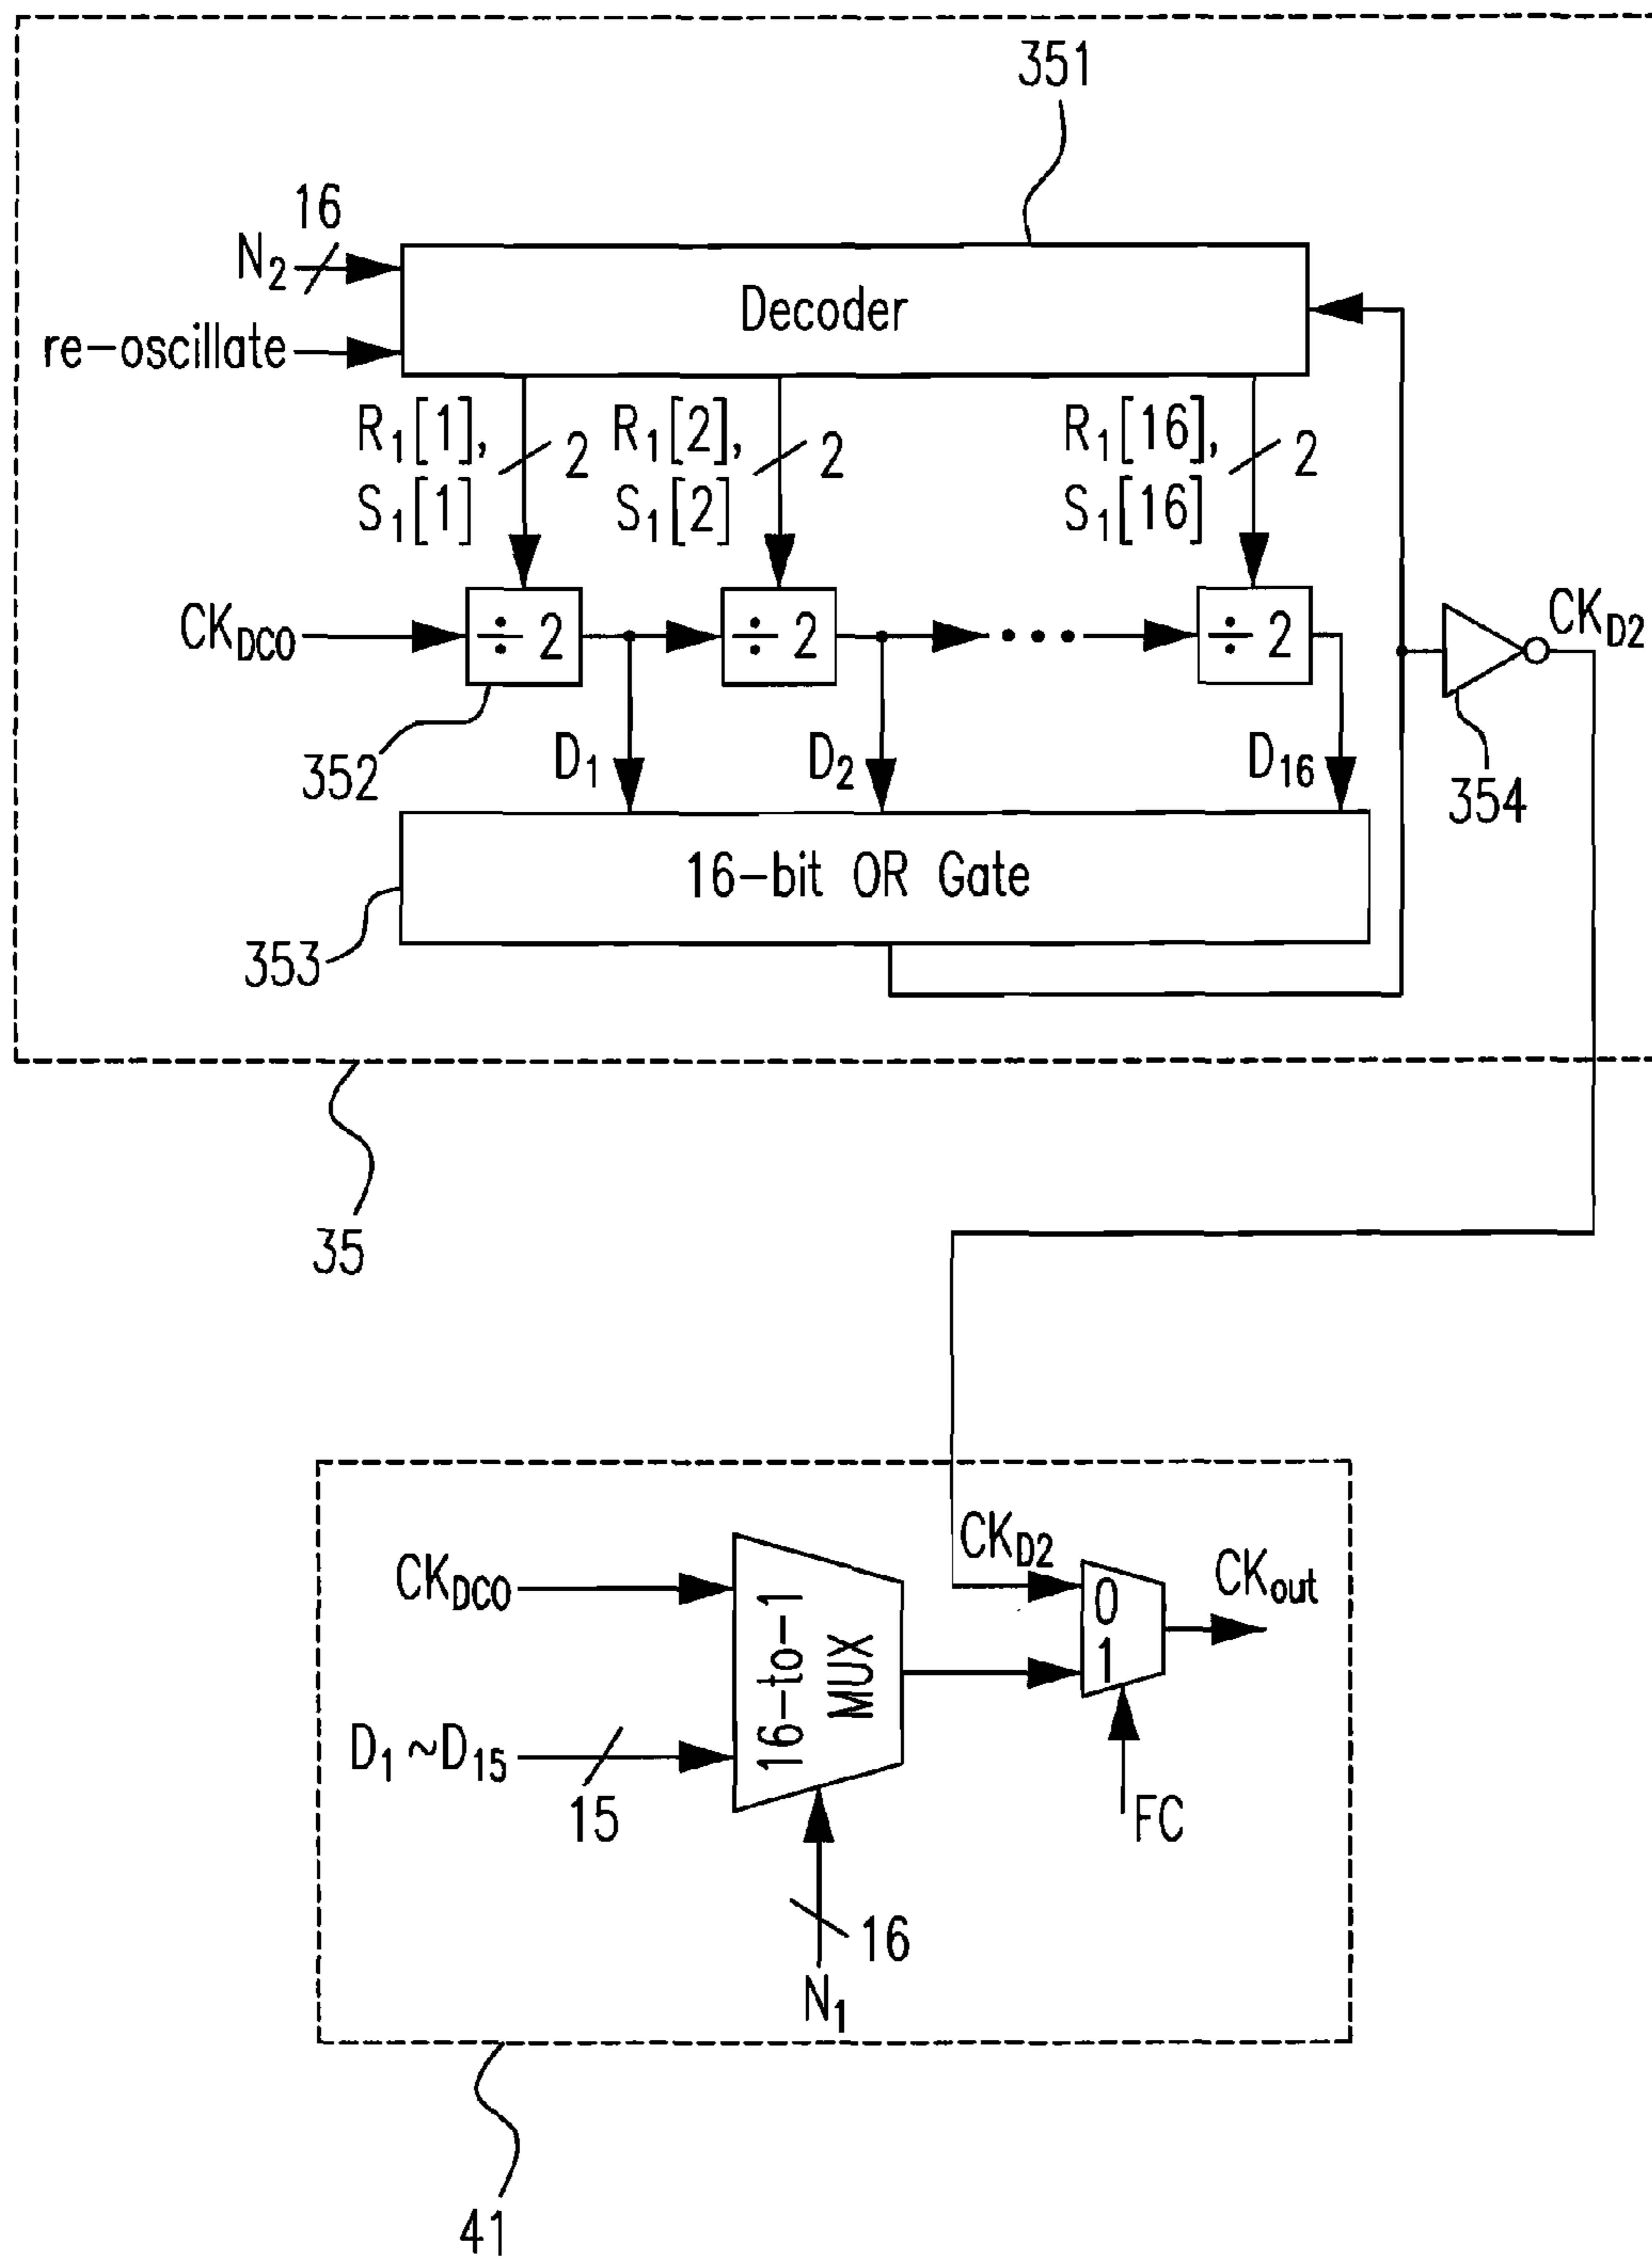 351
16
N2
re-oscillate
Decoder
R1[1],
S1[1]
2
R1[2],
S1[2]
2
R1[16],
S1[16]
2
CKDCO
÷ 2
÷ 2
• • •
÷ 2
CKD2
352
D1
D2
D16
354
16-bit OR Gate
353
35
CKDCO
D1~D15
15
16-to-1
MUX
16
N1
CKD2
0
1
FC
CKout
41